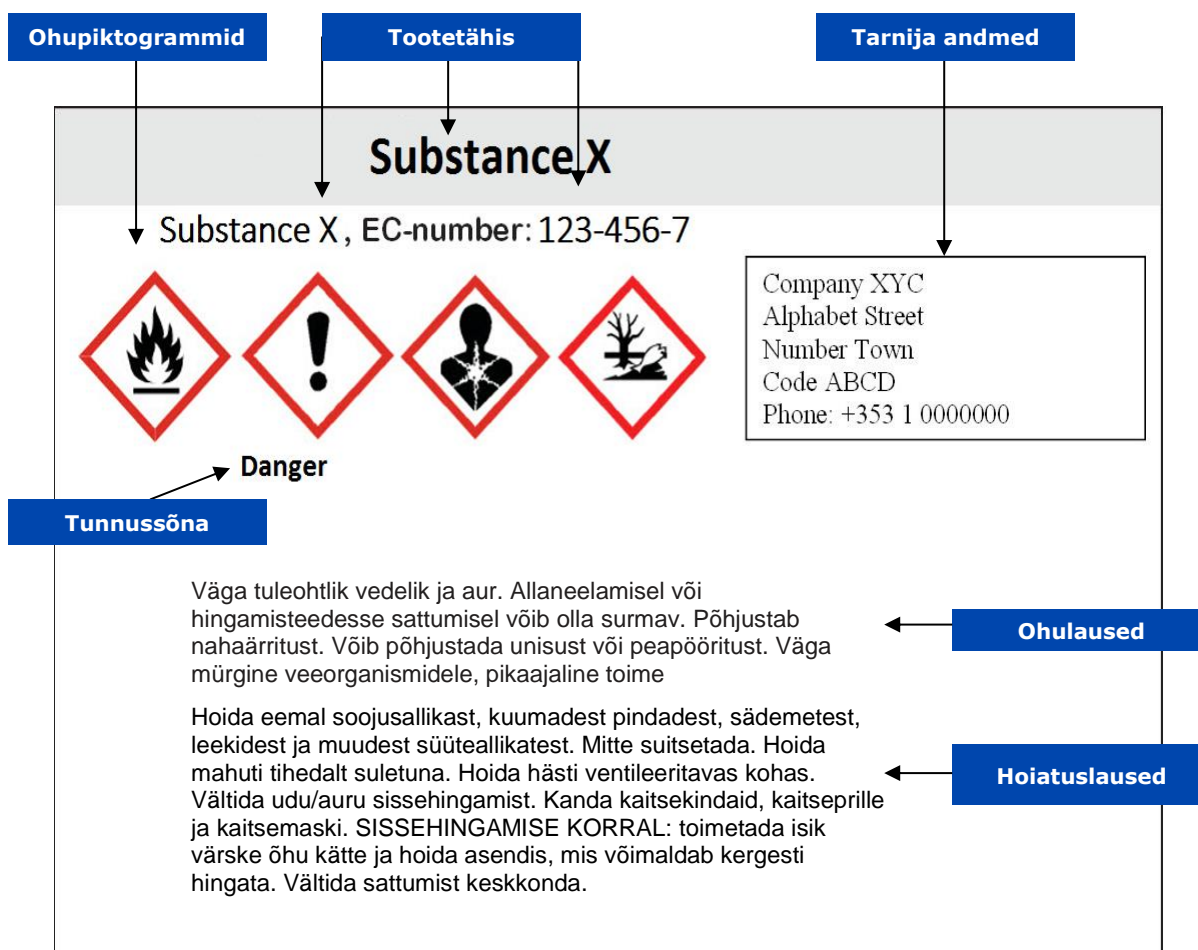 Ohupiktogrammid
Tootetähis
Tarnija andmed
Substance X
Substance X, EC-number: 123-456-7
Company XYC
Alphabet Street
Number Town
Code ABCD
Phone: +353 1 0000000
Danger
Tunnussõna
Väga tuleohtlik vedelik ja aur. Allaneelamisel või
hingamisteedesse sattumisel võib olla surmav. Põhjustab
nahaärritust. Võib põhjustada unisust või peapööritust. Väga
mürgine veeorganismidele, pikaajaline toime
Ohulaused
Hoida eemal soojusallikast, kuumadest pindadest, sädemetest,
leekidest ja muudest süüteallikatest. Mitte suitsetada. Hoida
mahuti tihedalt suletuna. Hoida hästi ventileeritavas kohas.
Vältida udu/auru sissehingamist. Kanda kaitsekindaid, kaitseprille
ja kaitsemaski. SISSEHINGAMISE KORRAL: toimetada isik
värske õhu kätte ja hoida asendis, mis võimaldab kergesti
hingata. Vältida sattumist keskkonda.
Hoiatuslaused